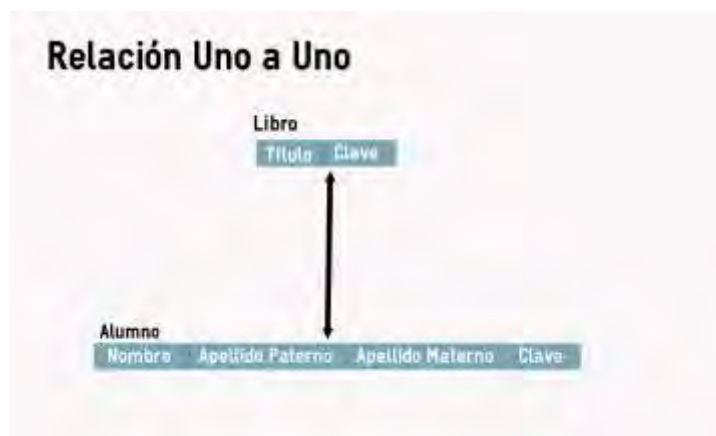 Relación Uno a Uno
Libro
Título Clave
Alumno
Nombre Apellido Paterno Apellido Materno Clave